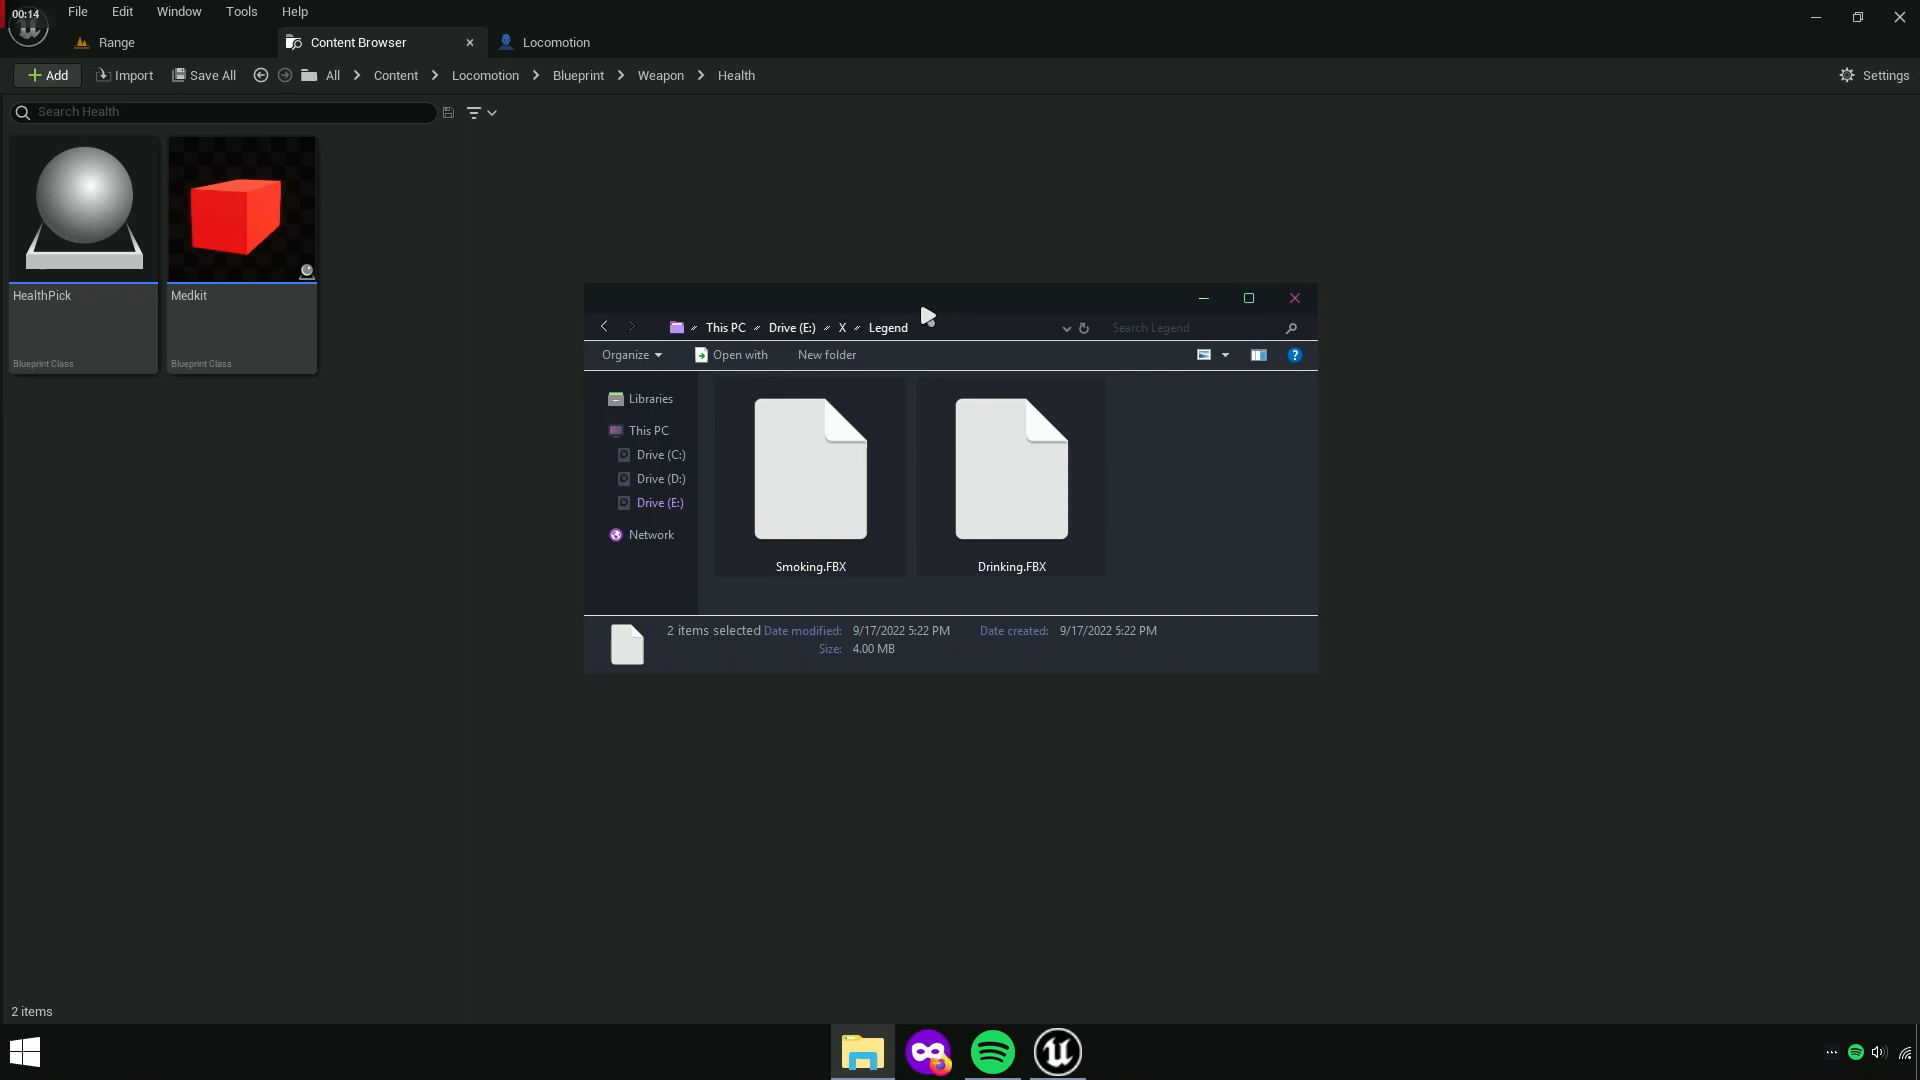 00:14
File Edit Window Tools Help
Range
Content Browser
Locomotion
Add
Import
Save All
All
Content
Locomotion
Blueprint
Weapon
Health
Settings
Search Health
HealthPick
Blueprint Class
Medkit
Blueprint Class
This PC
Drive (E:)
X
Legend
Search Legend
Organize
Open with
New folder
?
Libraries
This PC
Drive (C:)
Drive (D:)
Drive (E:)
Network
Smoking.FBX
Drinking.FBX
2 items selected Date modified: 9/17/2022 5:22 PM Date created: 9/17/2022 5:22 PM
Size: 4.00 MB
2 items